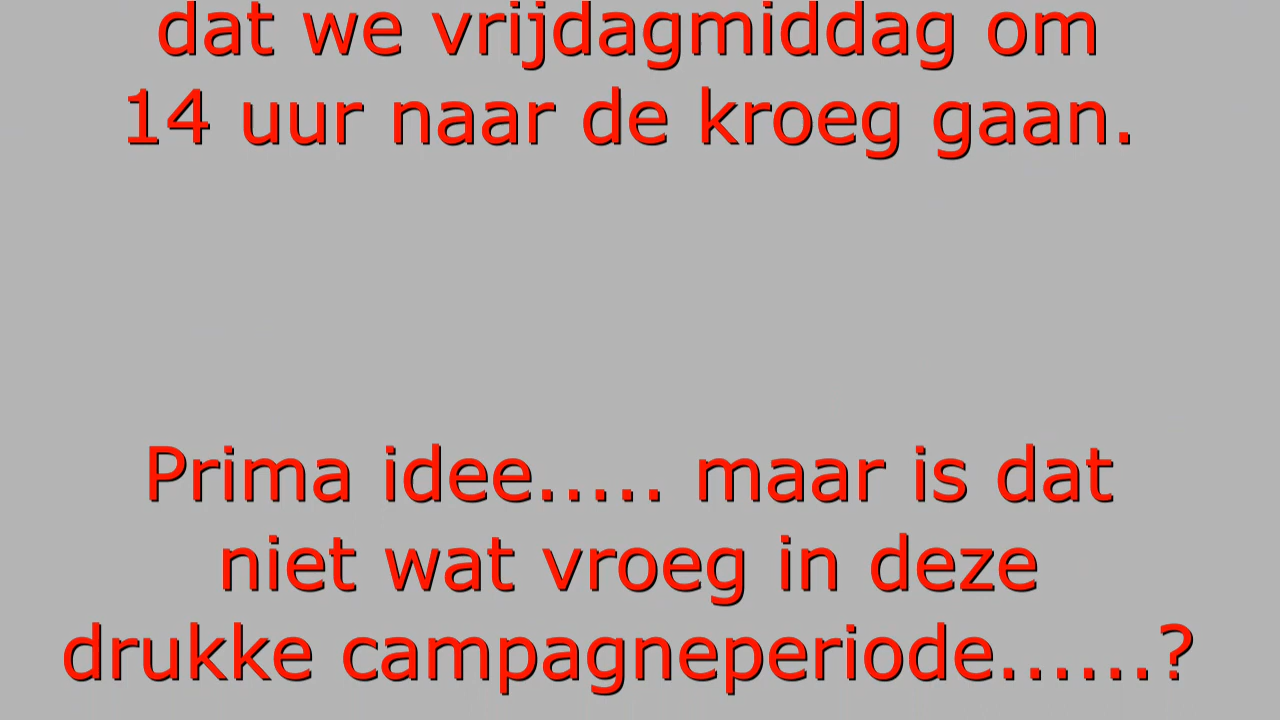 dat we vrijdagmiddag om
14 uur naar de kroeg gaan.
Prima idee..... maar is dat
niet wat vroeg in deze
drukke campagneperiode......?